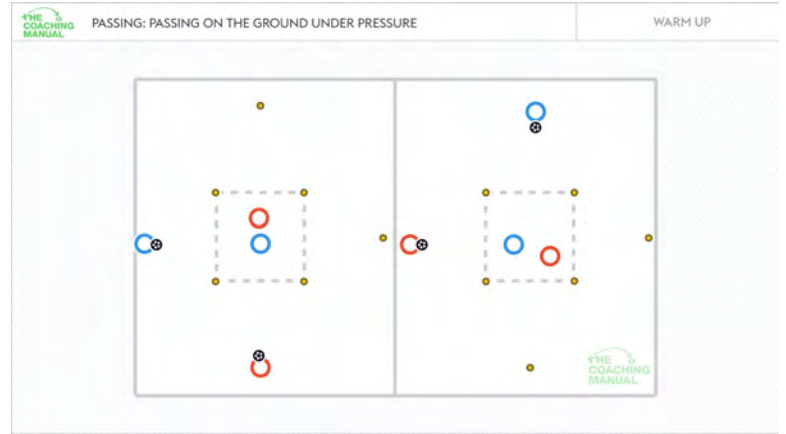 THE
COACHING
MANUAL
PASSING: PASSING ON THE GROUND UNDER PRESSURE
WARM UP
THE
COACHING
MANUAL